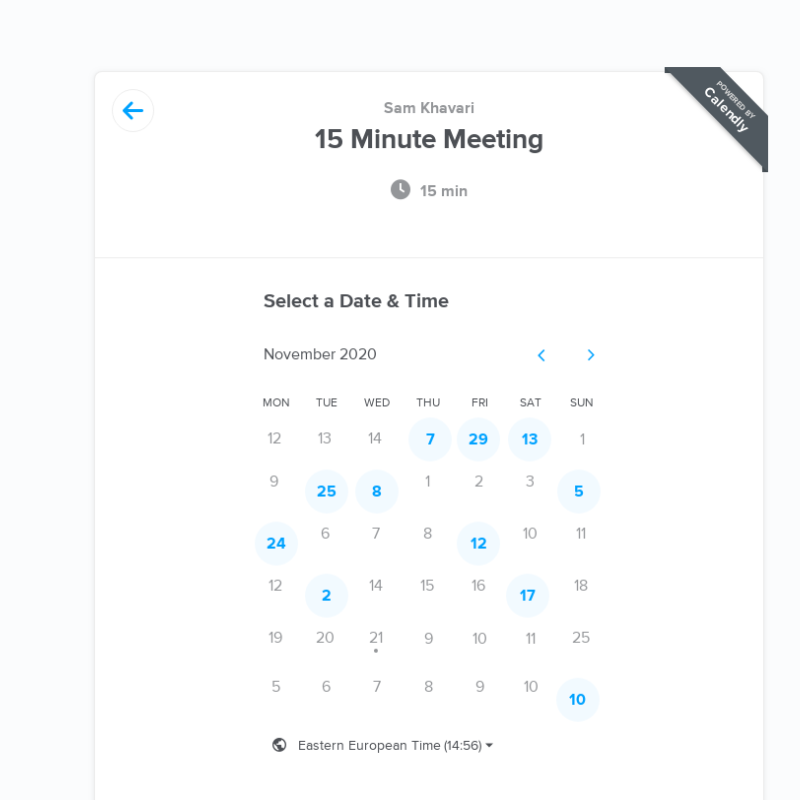 POWERED BY
Calendly
Sam Khavari
15 Minute Meeting
15 min
Select a Date & Time
November 2020
MON TUE WED THU FRI SAT SUN
12 13 14 7 29 13 1
9 25 8 1 2 3 5
24 6 7 8 12 10 11
12 2 14 15 16 17 18
19 20 21 9 10 11 25
5 6 7 8 9 10 10
Eastern European Time (14:56)